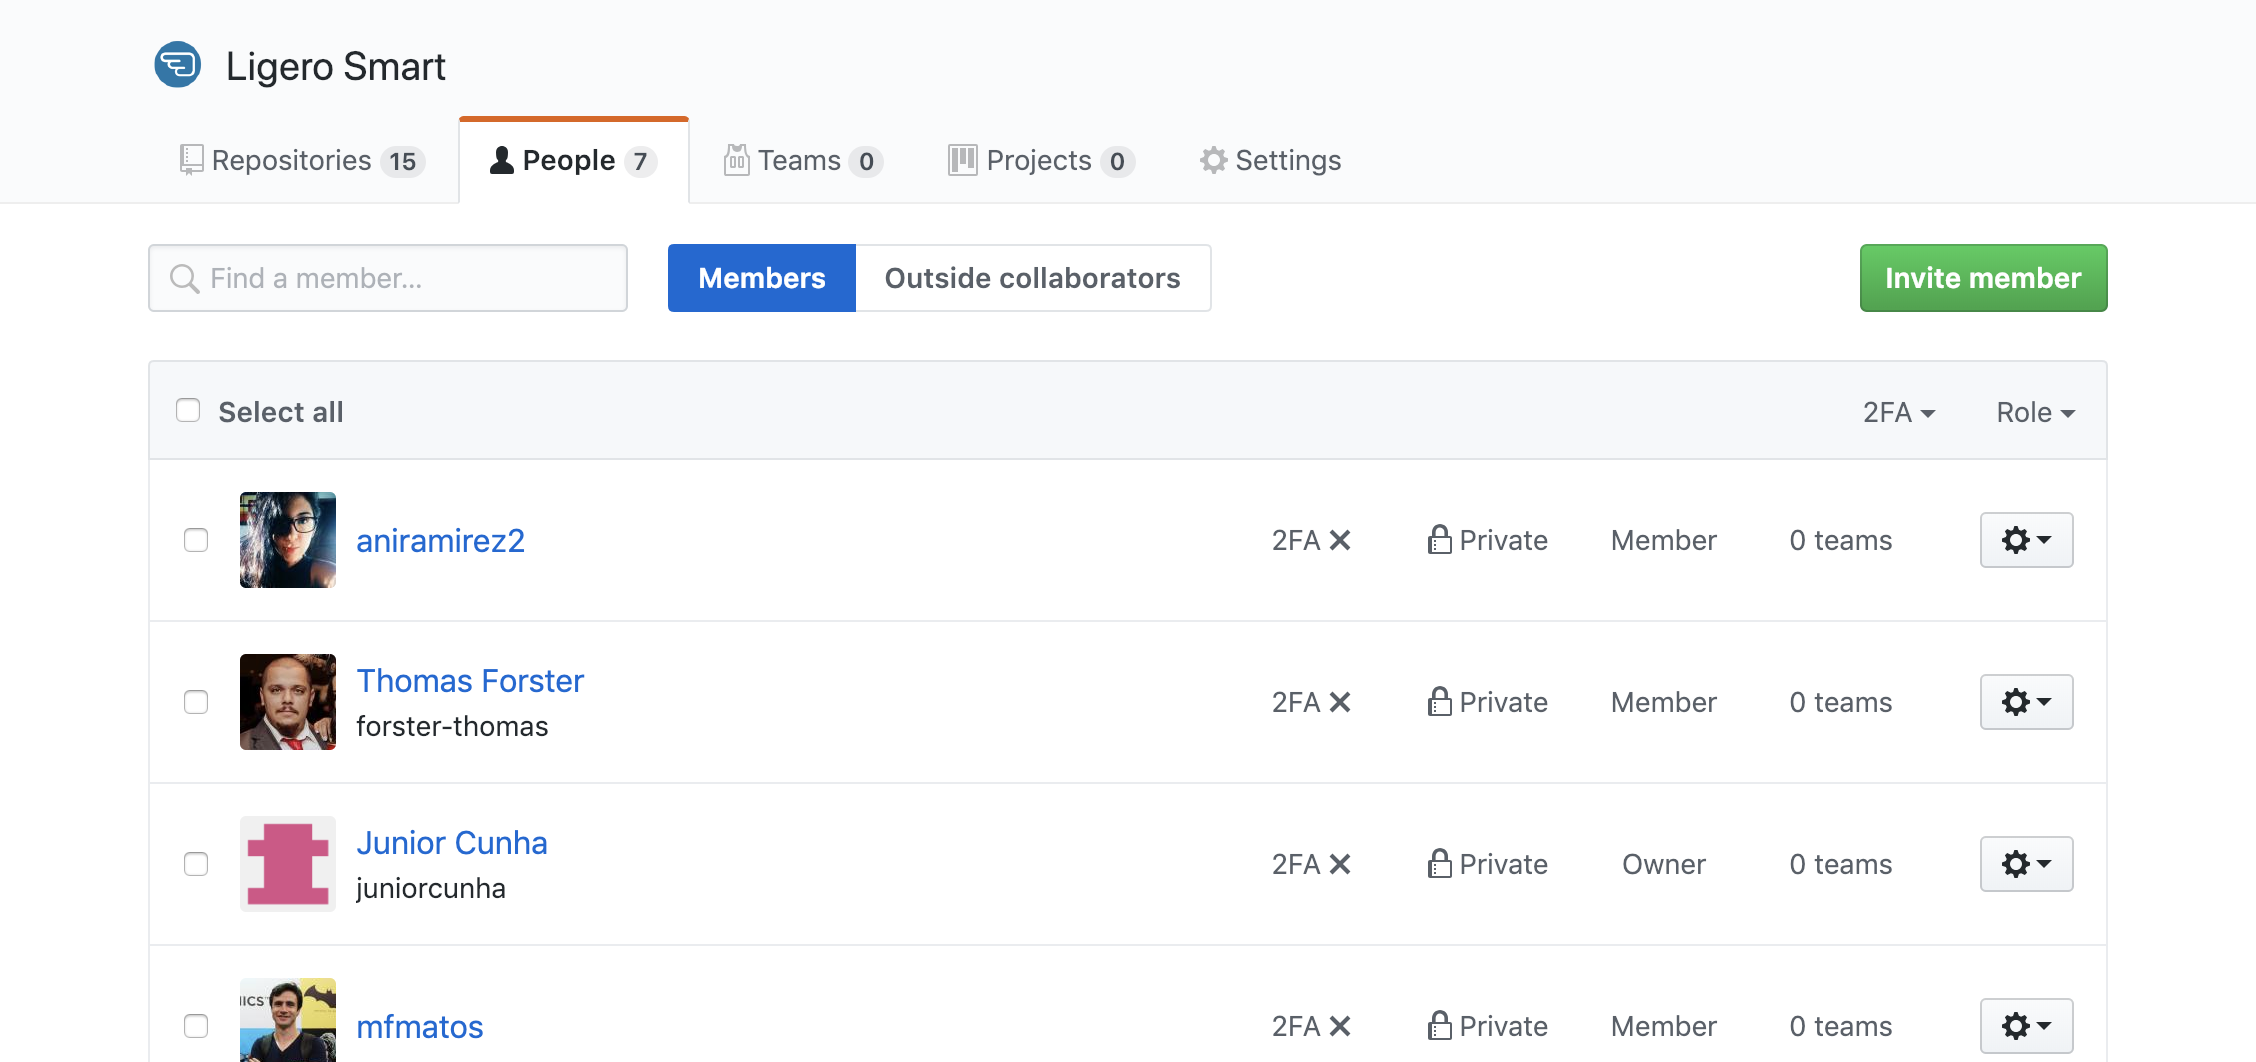 Ligero Smart
Repositories 15 People 7 Teams 0 Projects 0 Settings
Find a member... Members Outside collaborators Invite member
Select all 2FA Role
aniramirez2 2FA Private Member 0 teams
Thomas Forster
forster-thomas 2FA Private Member 0 teams
Junior Cunha
juniorcunha 2FA Private Owner 0 teams
mfmatos 2FA Private Member 0 teams